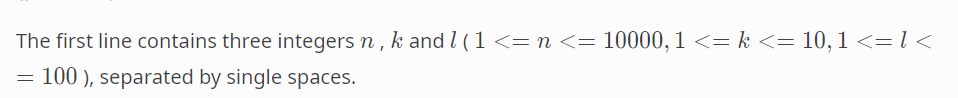 The first line contains three integers n , k and l ( 1 <= n <= 10000, 1 <= k <= 10, 1 <= l <
= 100 ), separated by single spaces.